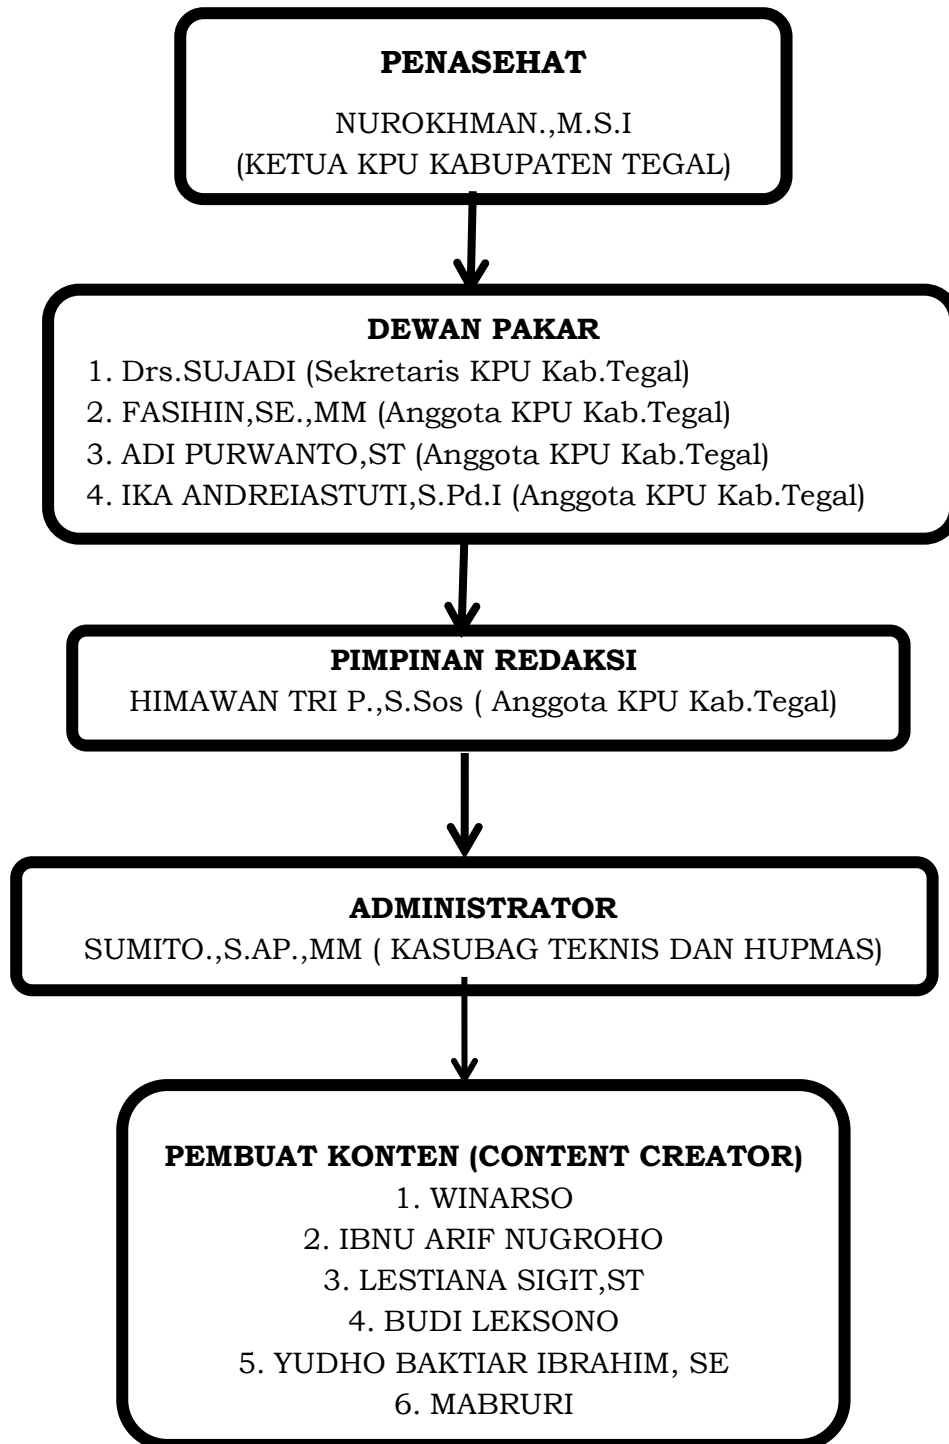 PENASEHAT
NUROKHMAN.,M.S.I
(KETUA KPU KABUPATEN TEGAL)
DEWAN PAKAR
1. Drs.SUJADI (Sekretaris KPU Kab.Tegal)
2. FASIHIN,SE.,MM (Anggota KPU Kab.Tegal)
3. ADI PURWANTO,ST (Anggota KPU Kab.Tegal)
4. IKA ANDREIASTUTI,S.Pd.I (Anggota KPU Kab.Tegal)
PIMPINAN REDAKSI
HIMAWAN TRI P.,S.Sos ( Anggota KPU Kab.Tegal)
ADMINISTRATOR
SUMITO.,S.AP.,MM ( KASUBAG TEKNIS DAN HUPMAS)
PEMBUAT KONTEN (CONTENT CREATOR)
1. WINARSO
2. IBNU ARIF NUGROHO
3. LESTIANA SIGIT,ST
4. BUDI LEKSONO
5. YUDHO BAKTIAR IBRAHIM, SE
6. MABRURI